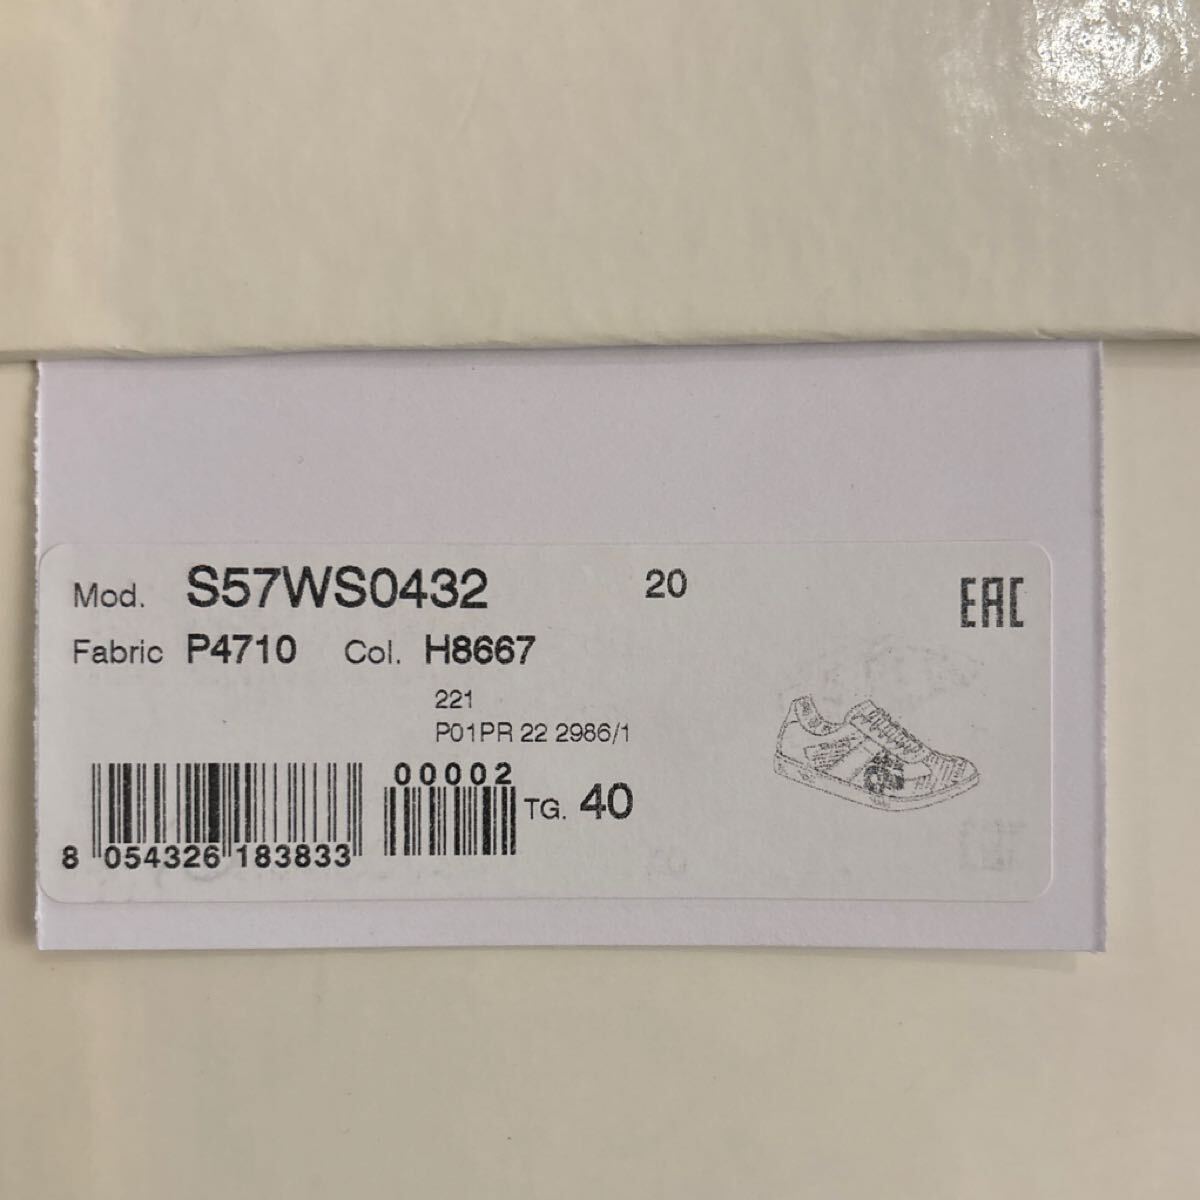 Mod. S57WS0432 20 EAC
Fabric P4710 Col. H8667
221
P01PR 22 2986/1
00002
TG. 40
8 054326 183833